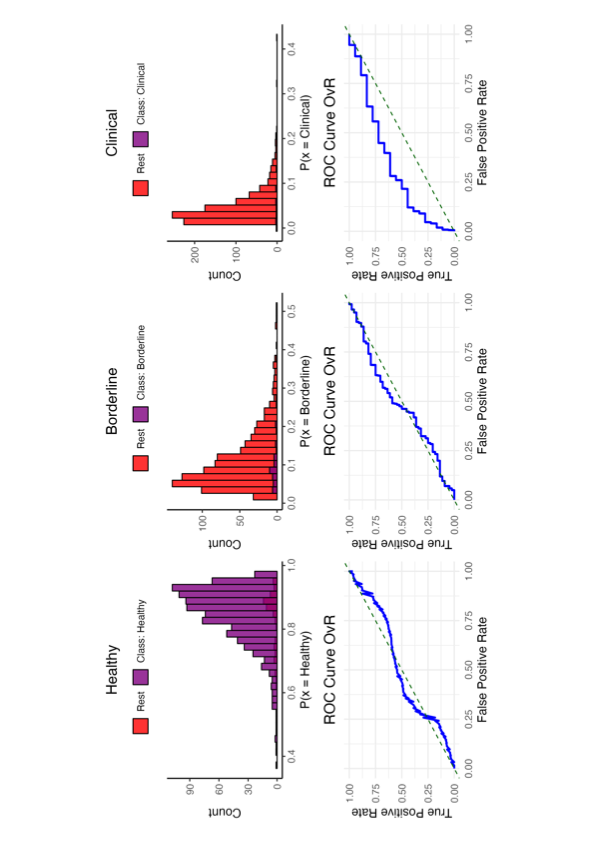 Healthy
Rest Class: Healthy
Count
0 30 60 90
0.4 0.6 0.8 1.0
P(x = Healthy)
Borderline
Rest Class: Borderline
Count
0 50 100
0.0 0.1 0.2 0.3 0.4 0.5
P(x = Borderline)
Clinical
Rest Class: Clinical
Count
0 100 200
0.0 0.1 0.2 0.3 0.4
P(x = Clinical)
ROC Curve OvR
True Positive Rate
0.00 0.25 0.50 0.75 1.00
0.00 0.25 0.50 0.75 1.00
False Positive Rate
ROC Curve OvR
True Positive Rate
0.00 0.25 0.50 0.75 1.00
0.00 0.25 0.50 0.75 1.00
False Positive Rate
ROC Curve OvR
True Positive Rate
0.00 0.25 0.50 0.75 1.00
0.00 0.25 0.50 0.75 1.00
False Positive Rate